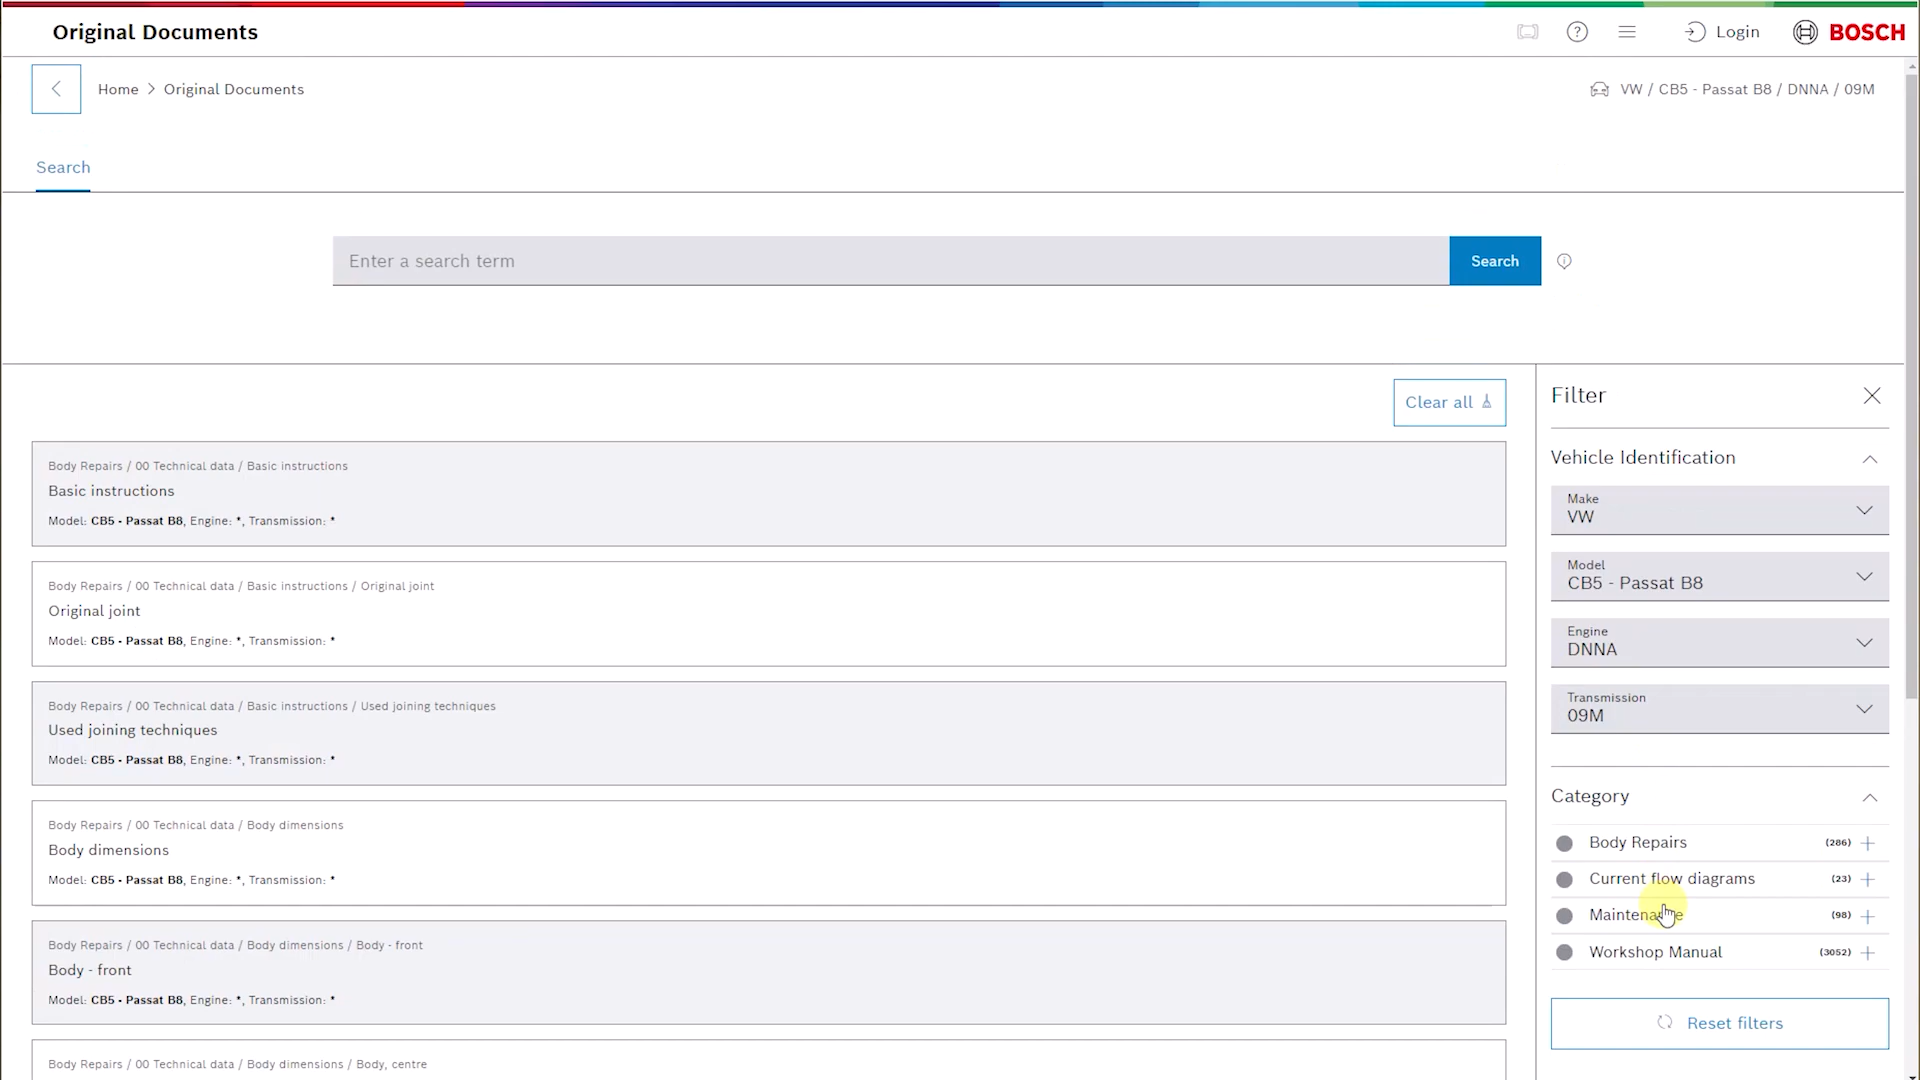 Original Documents
Login
BOSCH
Home > Original Documents
VW / CB5 - Passat B8 / DNNA / 09M
Search
Enter a search term
Search
Clear all
Body Repairs / 00 Technical data / Basic instructions
Basic instructions
Model: CB5 - Passat B8, Engine: *, Transmission: *
Body Repairs / 00 Technical data / Basic instructions / Original joint
Original joint
Model: CB5 - Passat B8, Engine: *, Transmission: *
Body Repairs / 00 Technical data / Basic instructions / Used joining techniques
Used joining techniques
Model: CB5 - Passat B8, Engine: *, Transmission: *
Body Repairs / 00 Technical data / Body dimensions
Body dimensions
Model: CB5 - Passat B8, Engine: *, Transmission: *
Body Repairs / 00 Technical data / Body dimensions / Body - front
Body - front
Model: CB5 - Passat B8, Engine: *, Transmission: *
Body Repairs / 00 Technical data / Body dimensions / Body, centre
Filter
Vehicle Identification
Make
VW
Model
CB5 - Passat B8
Engine
DNNA
Transmission
09M
Category
Body Repairs (286)
Current flow diagrams (23)
Maintenance (98)
Workshop Manual (3052)
Reset filters